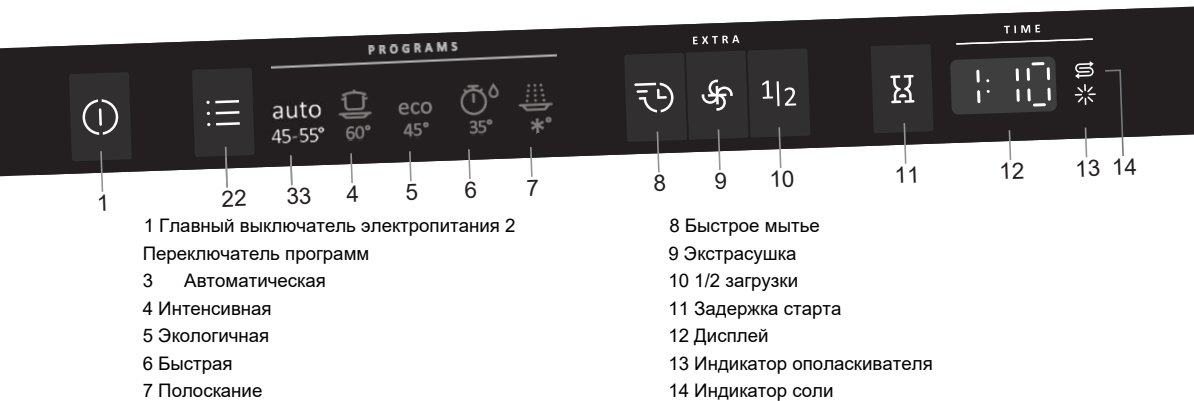 PROGRAMS
EXTRA
TIME
auto
45-55°
60°
eco
45°
35°
*°
1|2
1:10
1
22
33
4
5
6
7
8
9
10
11
12
13
14
1 Главный выключатель электропитания 2
Переключатель программ
3 Автоматическая
4 Интенсивная
5 Экологичная
6 Быстрая
7 Полоскание
8 Быстрое мытье
9 Экстрасушка
10 1/2 загрузки
11 Задержка старта
12 Дисплей
13 Индикатор ополаскивателя
14 Индикатор соли